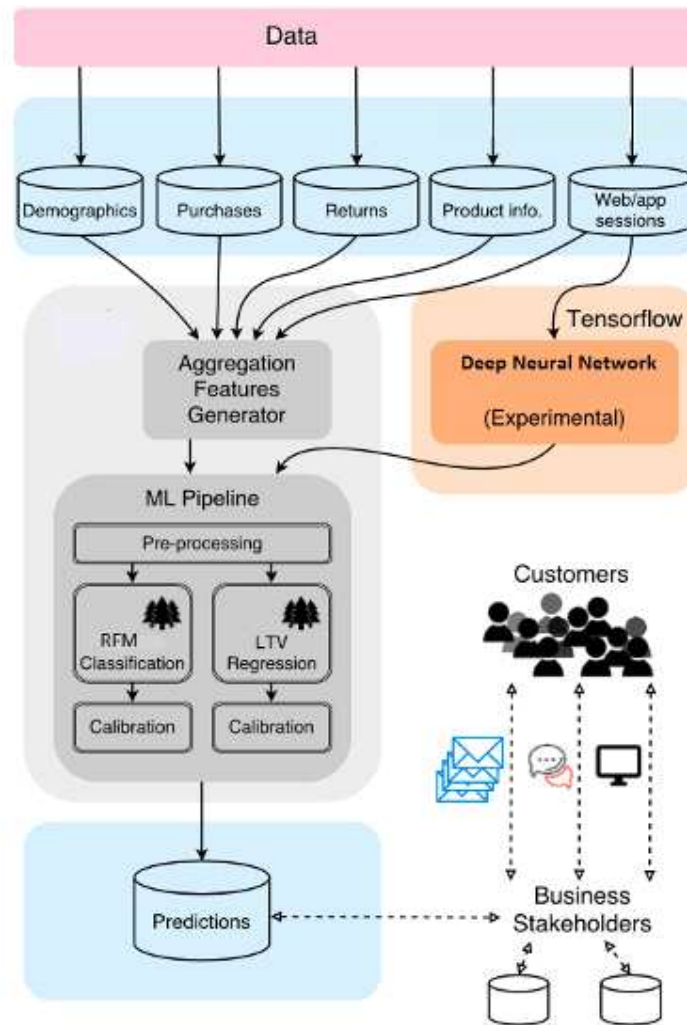 Data
Demographics
Purchases
Returns
Product info.
Web/app
sessions
Tensorflow
Aggregation
Features
Generator
Deep Neural Network
(Experimental)
ML Pipeline
Pre-processing
RFM
Classification
LTV
Regression
Calibration
Calibration
Customers
Predictions
Business
Stakeholders